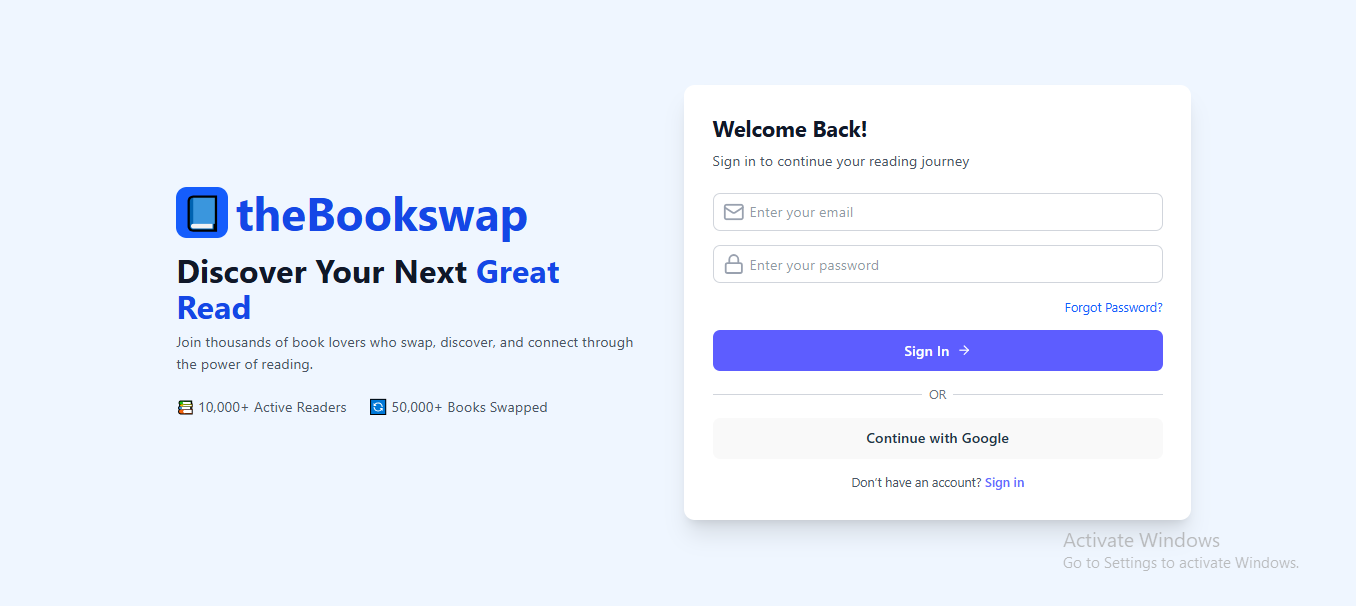 theBookswap
Discover Your Next Great
Read
Join thousands of book lovers who swap, discover, and connect through
the power of reading.
10,000+ Active Readers
50,000+ Books Swapped
Welcome Back!
Sign in to continue your reading journey
Enter your email
Enter your password
Forgot Password?
Sign In →
OR
Continue with Google
Don't have an account? Sign in
Activate Windows
Go to Settings to activate Windows.